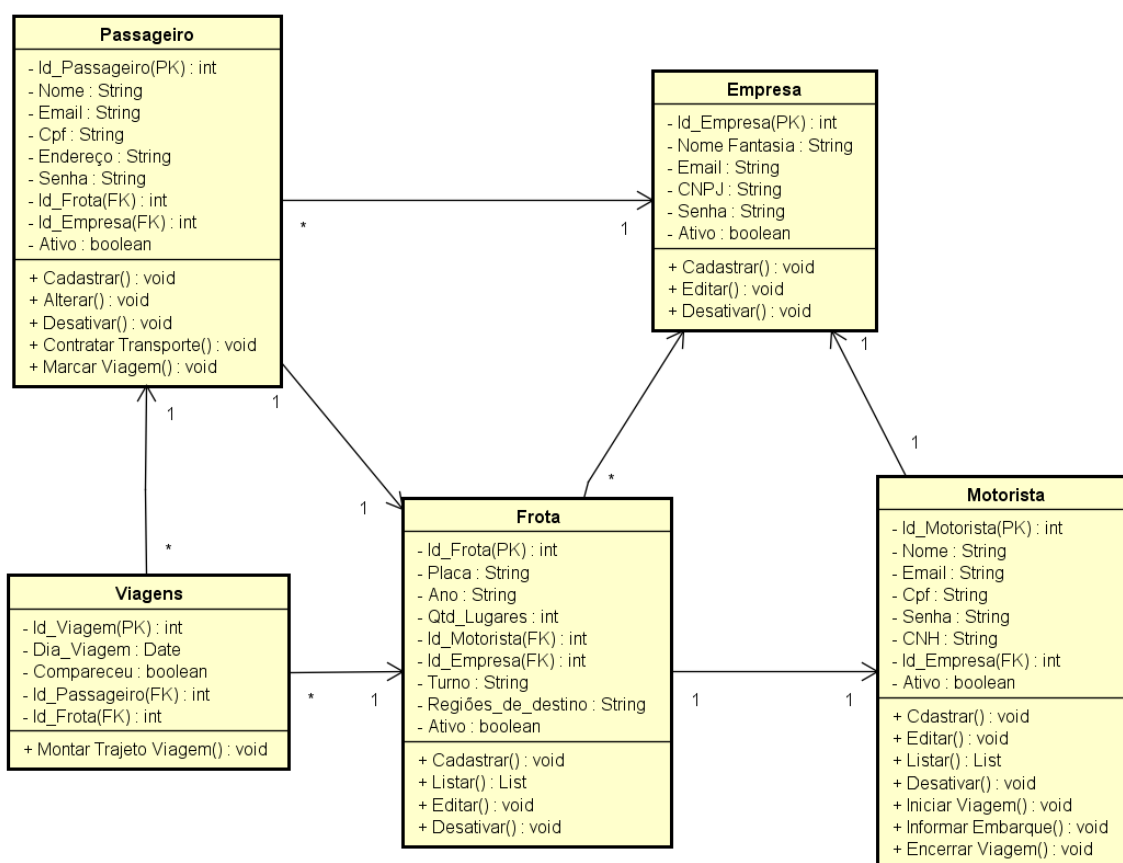 Passageiro
- Id_Passageiro(PK) : int
- Nome : String
- Email : String
- Cpf : String
- Endereço : String
- Senha : String
- Id_Frota(FK) : int
- Id_Empresa(FK) : int
- Ativo : boolean
+ Cadastrar() : void
+ Alterar() : void
+ Desativar() : void
+ Contratar Transporte() : void
+ Marcar Viagem() : void
Empresa
- Id_Empresa(PK) : int
- Nome Fantasia : String
- Email : String
- CNPJ : String
- Senha : String
- Ativo : boolean
+ Cadastrar() : void
+ Editar() : void
+ Desativar() : void
*
1
1
1
1
1
*
1
*
Viagens
- Id_Viagem(PK) : int
- Dia_Viagem : Date
- Compareceu : boolean
- Id_Passageiro(FK) : int
- Id_Frota(FK) : int
+ Montar Trajeto Viagem() : void
*
1
Frota
- Id_Frota(PK) : int
- Placa : String
- Ano : String
- Qtd_Lugares : int
- Id_Motorista(FK) : int
- Id_Empresa(FK) : int
- Turno : String
- Regiões_de_destino : String
- Ativo : boolean
+ Cadastrar() : void
+ Listar() : List
+ Editar() : void
+ Desativar() : void
1
1
Motorista
- Id_Motorista(PK) : int
- Nome : String
- Email : String
- Cpf : String
- Senha : String
- CNH : String
- Id_Empresa(FK) : int
- Ativo : boolean
+ Cdastrar() : void
+ Editar() : void
+ Listar() : List
+ Desativar() : void
+ Iniciar Viagem() : void
+ Informar Embarque() : void
+ Encerrar Viagem() : void